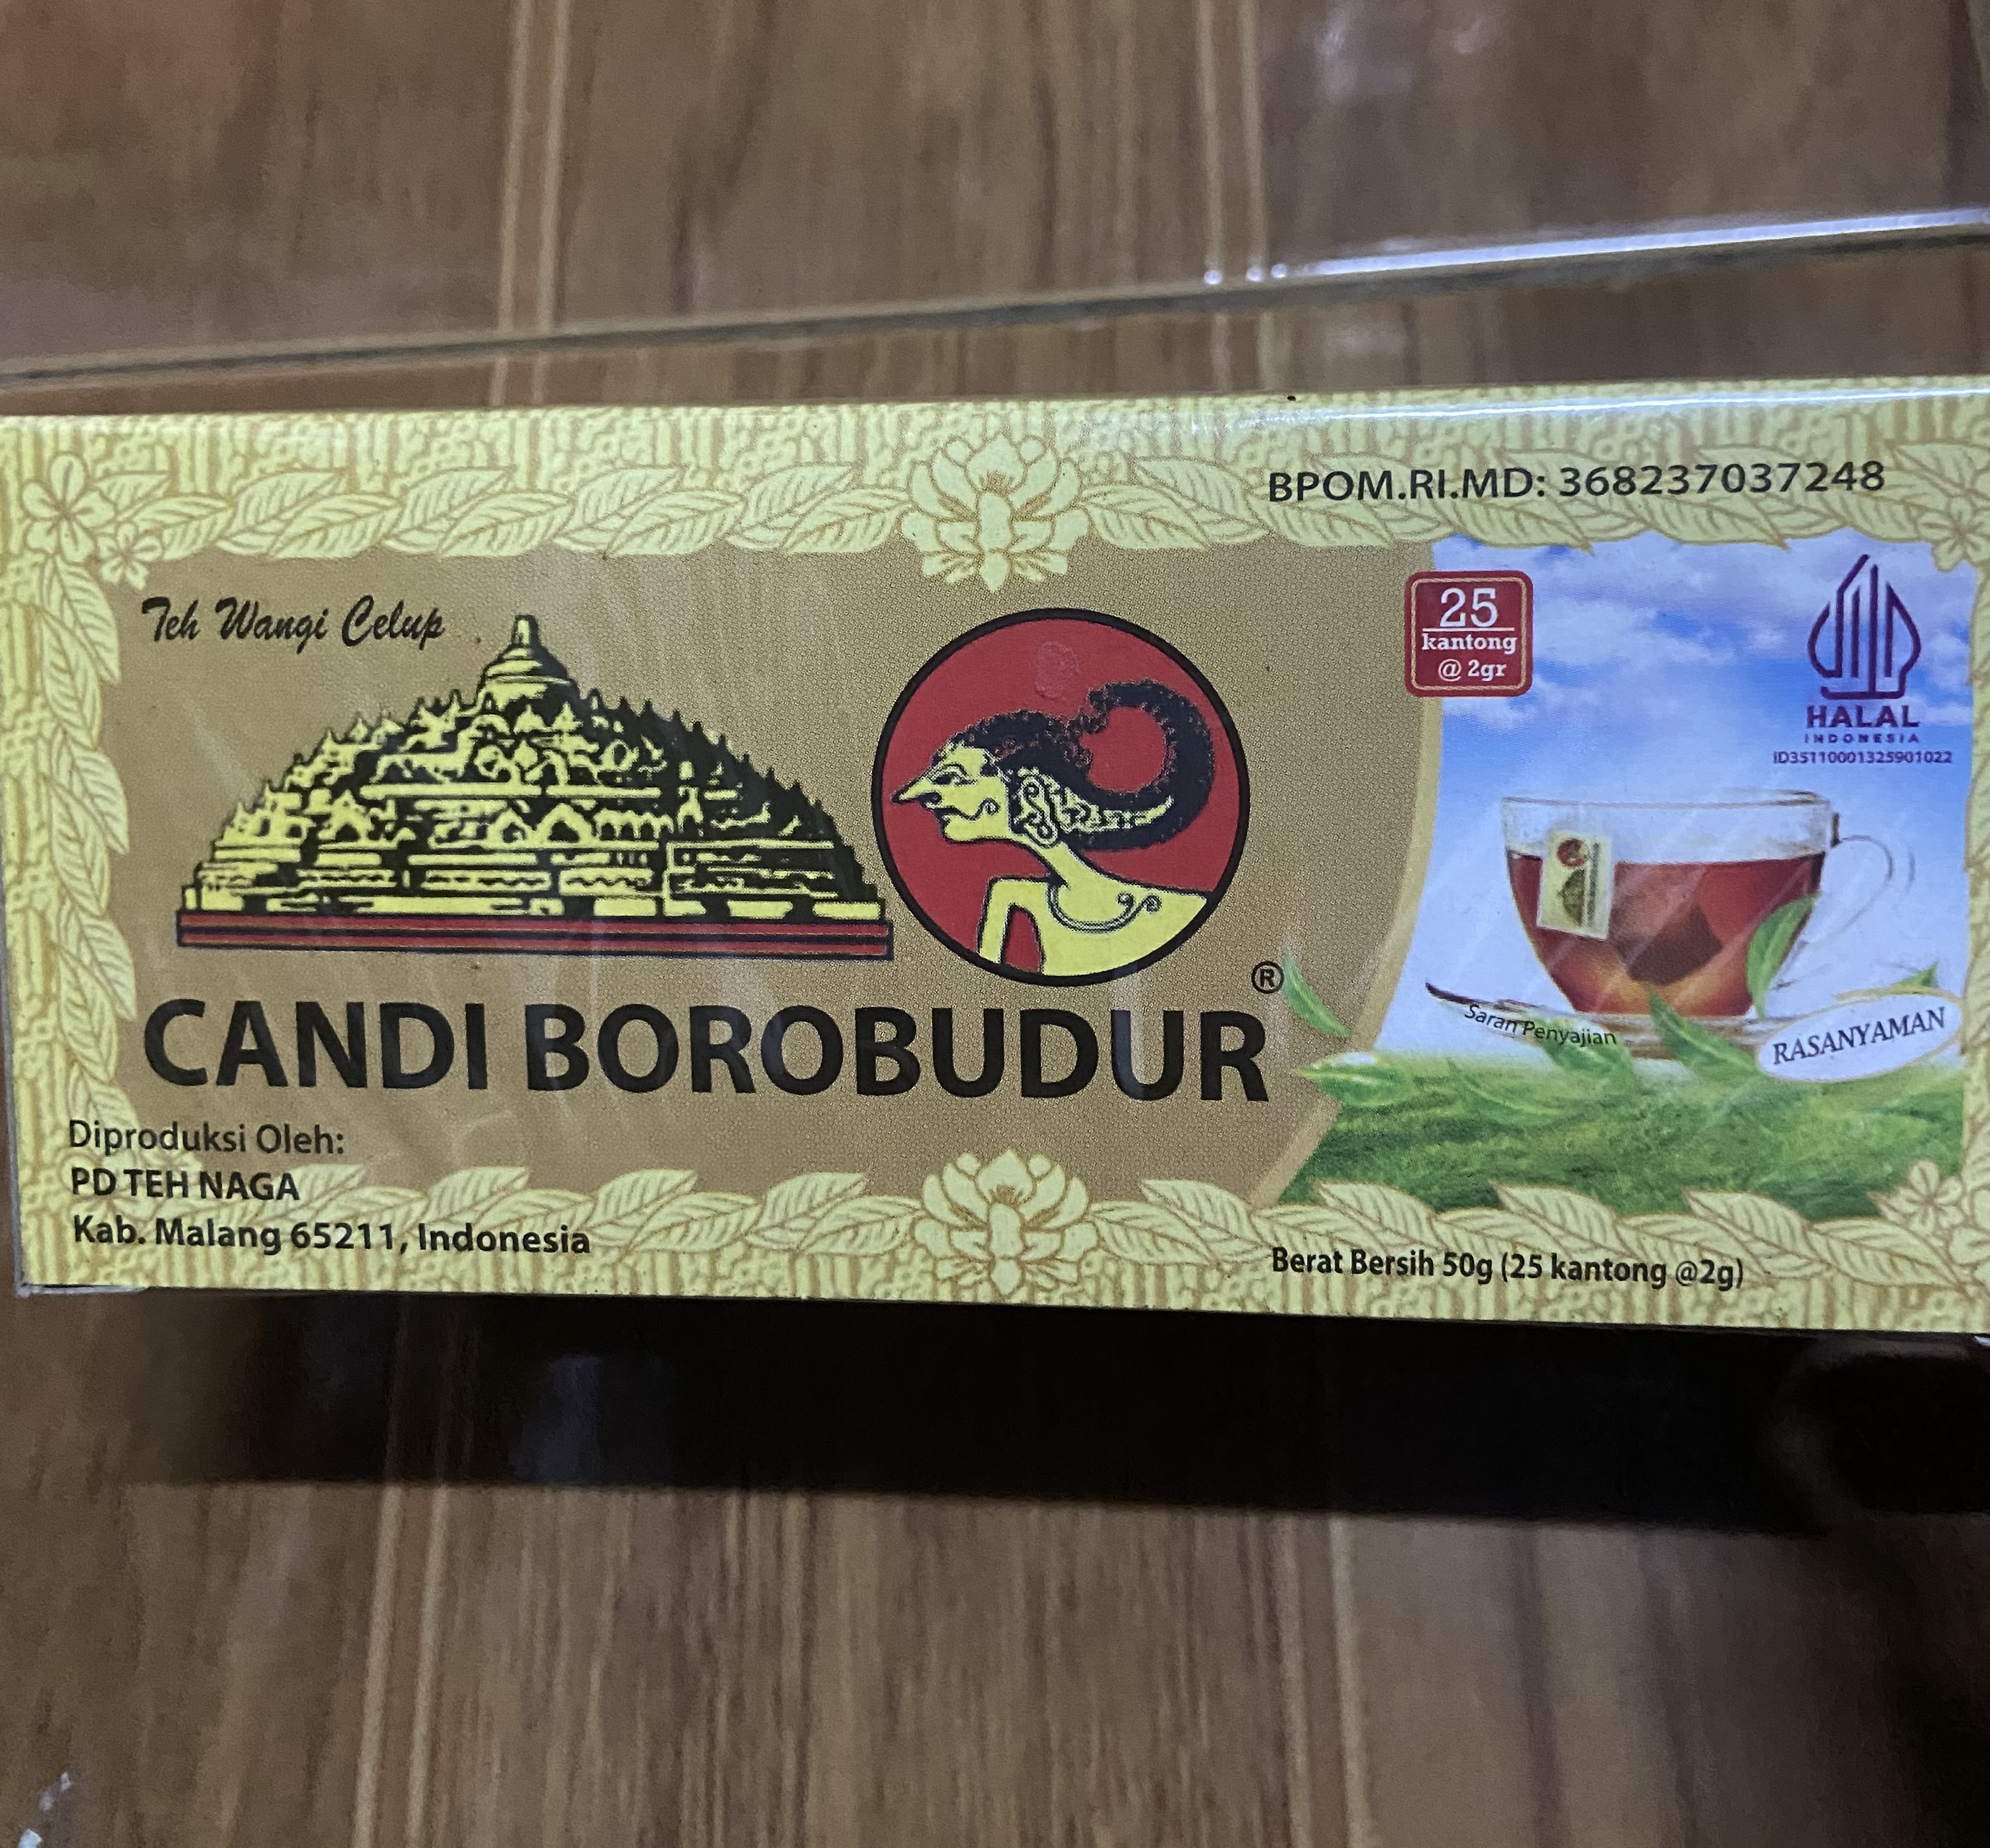 BPOM.RI.MD: 368237037248
Teh Wangi Celup
25
kantong
@ 2gr
HALAL
INDONESIA
ID35110001325901022
®
CANDI BOROBUDUR
Saran Penyajian
RASANYAMAN
Diproduksi Oleh:
PD TEH NAGA
Kab. Malang 65211, Indonesia
Berat Bersih 50g (25 kantong @2g)